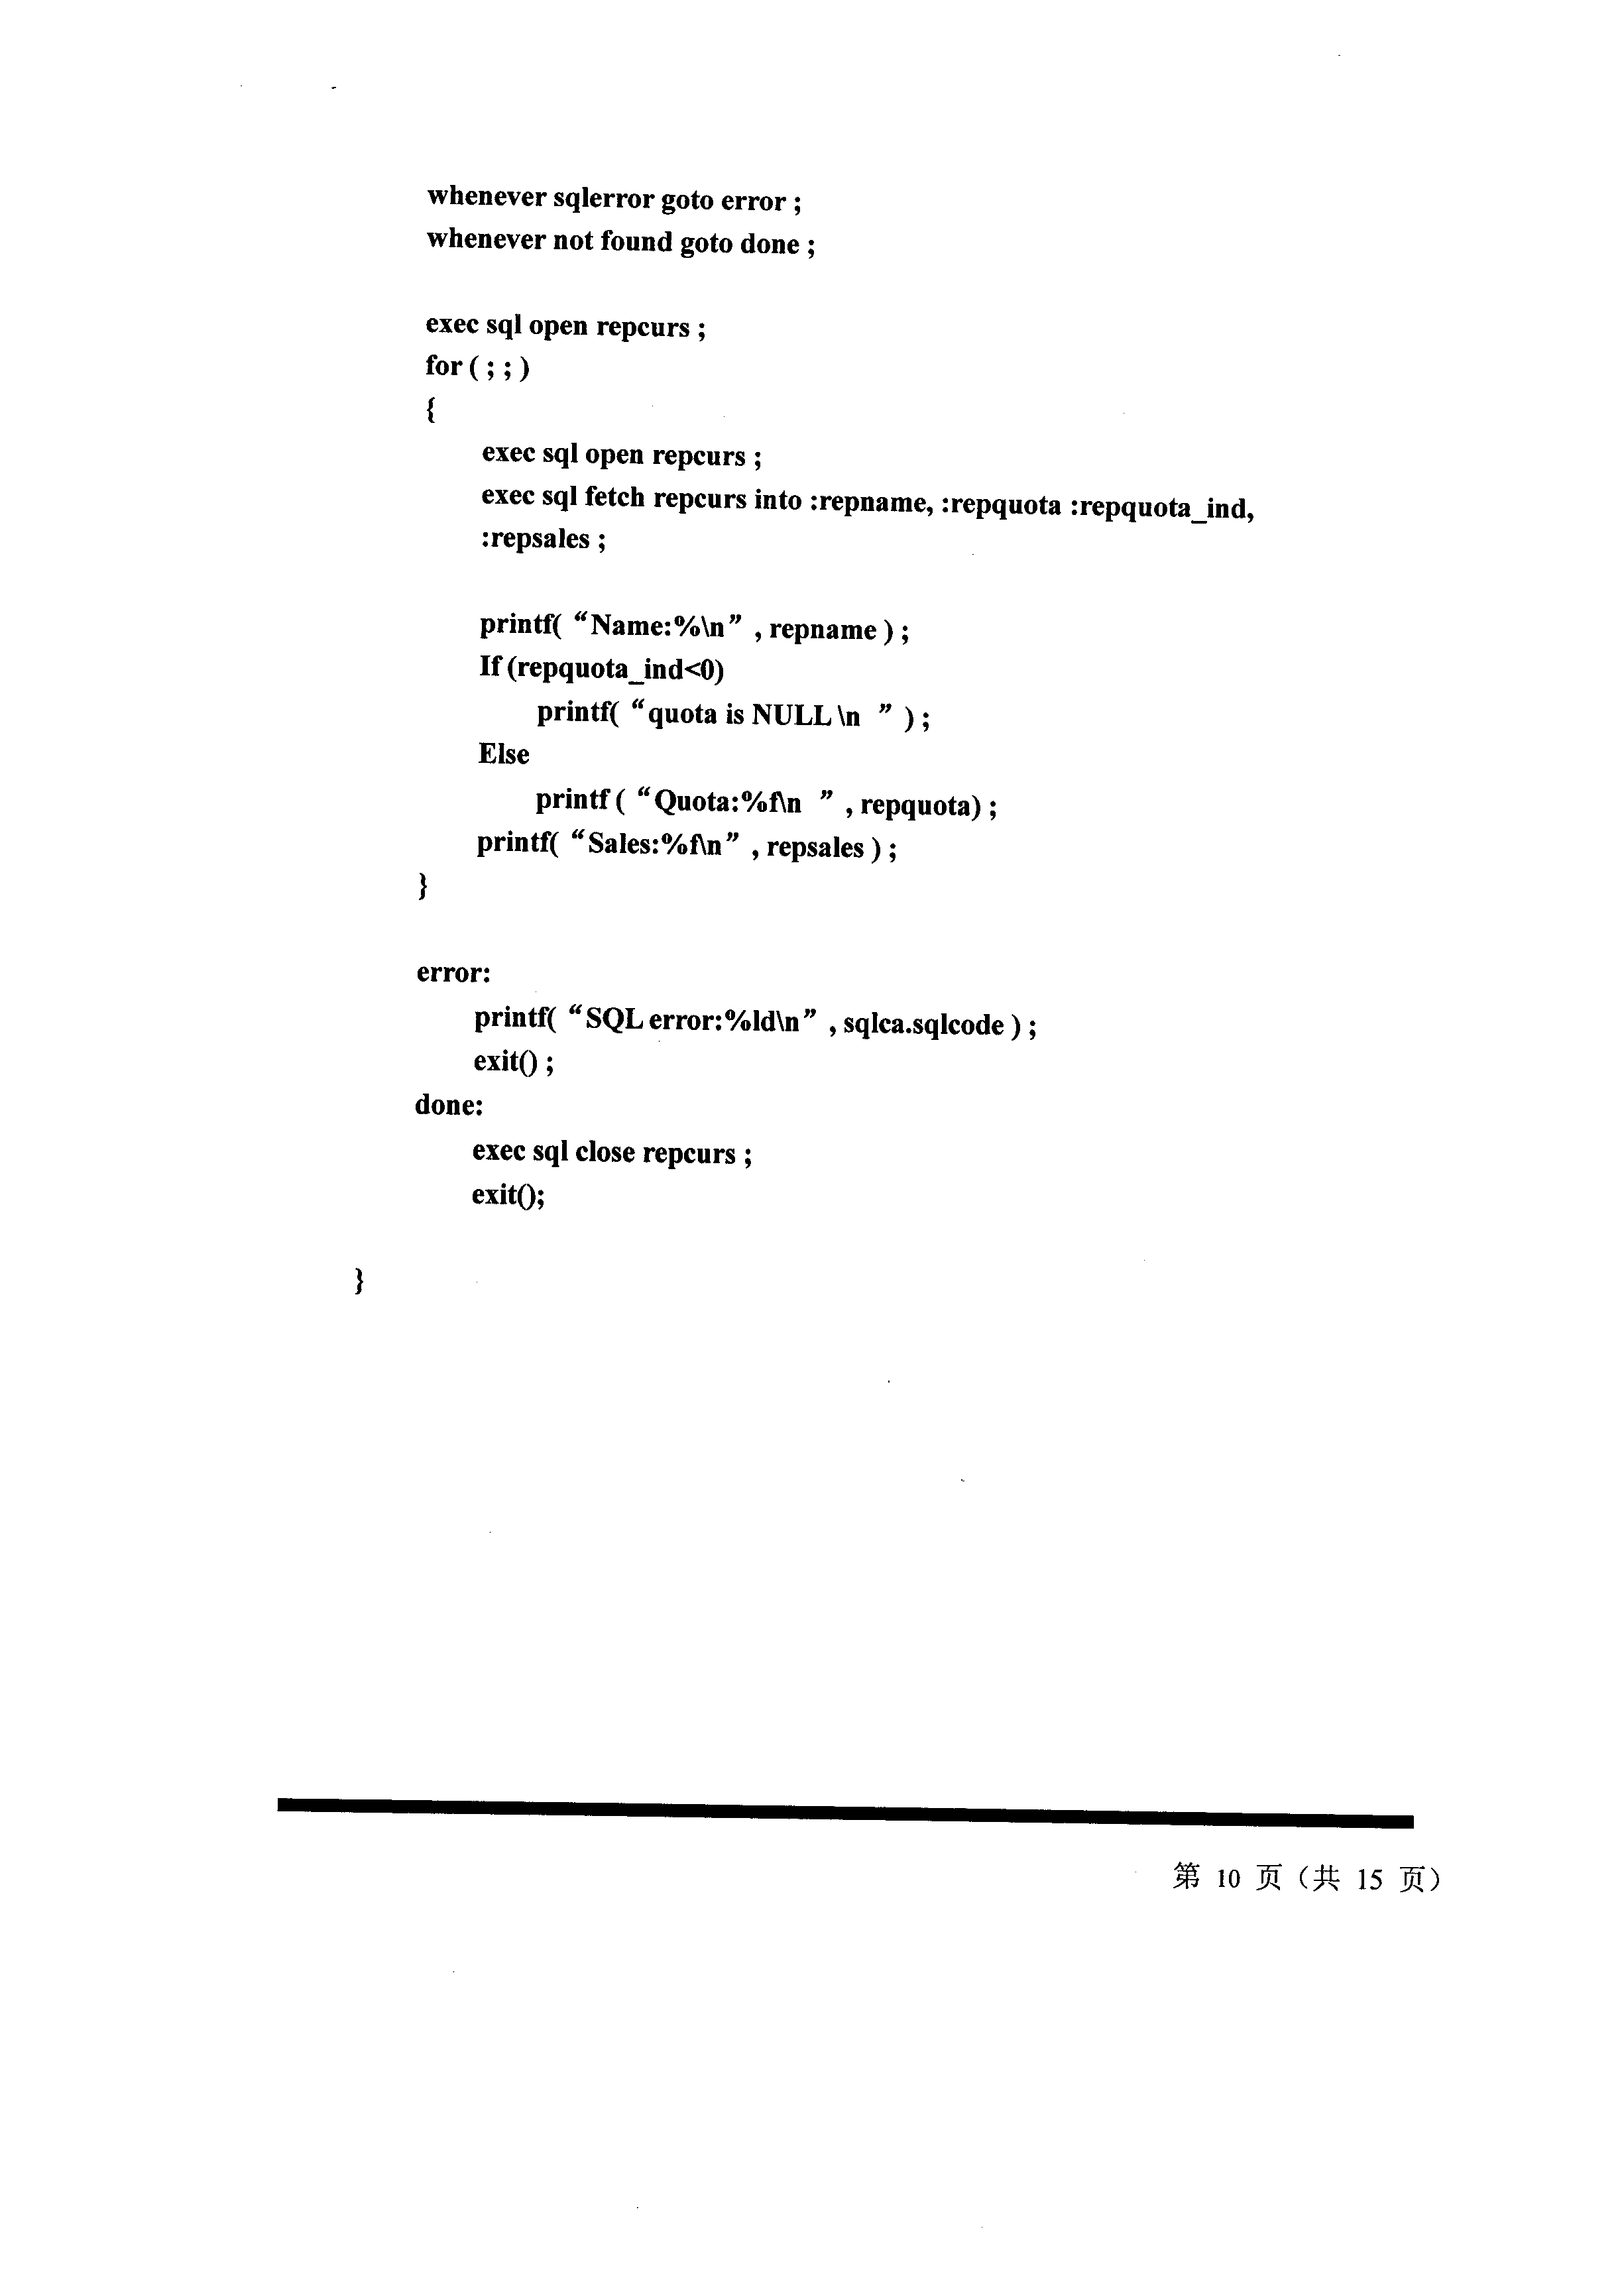 whenever sqlerror goto error ;
whenever not found goto done ;
exec sql open repcurs ;
for ( ; ; )
{
exec sql open repcurs ;
exec sql fetch repcurs into :repname, :repquota :repquota_ind,
:repsales ;
printf( “Name:%\n” , repname ) ;
If (repquota_ind<0)
printf( “quota is NULL \n ” ) ;
Else
printf ( “Quota:%f\n ” , repquota) ;
printf( “Sales:%f\n” , repsales ) ;
}
error:
printf( “SQL error:%ld\n” , sqlca.sqlcode ) ;
exit() ;
done:
exec sql close repcurs ;
exit();
}
第 10 页（共 15 页）